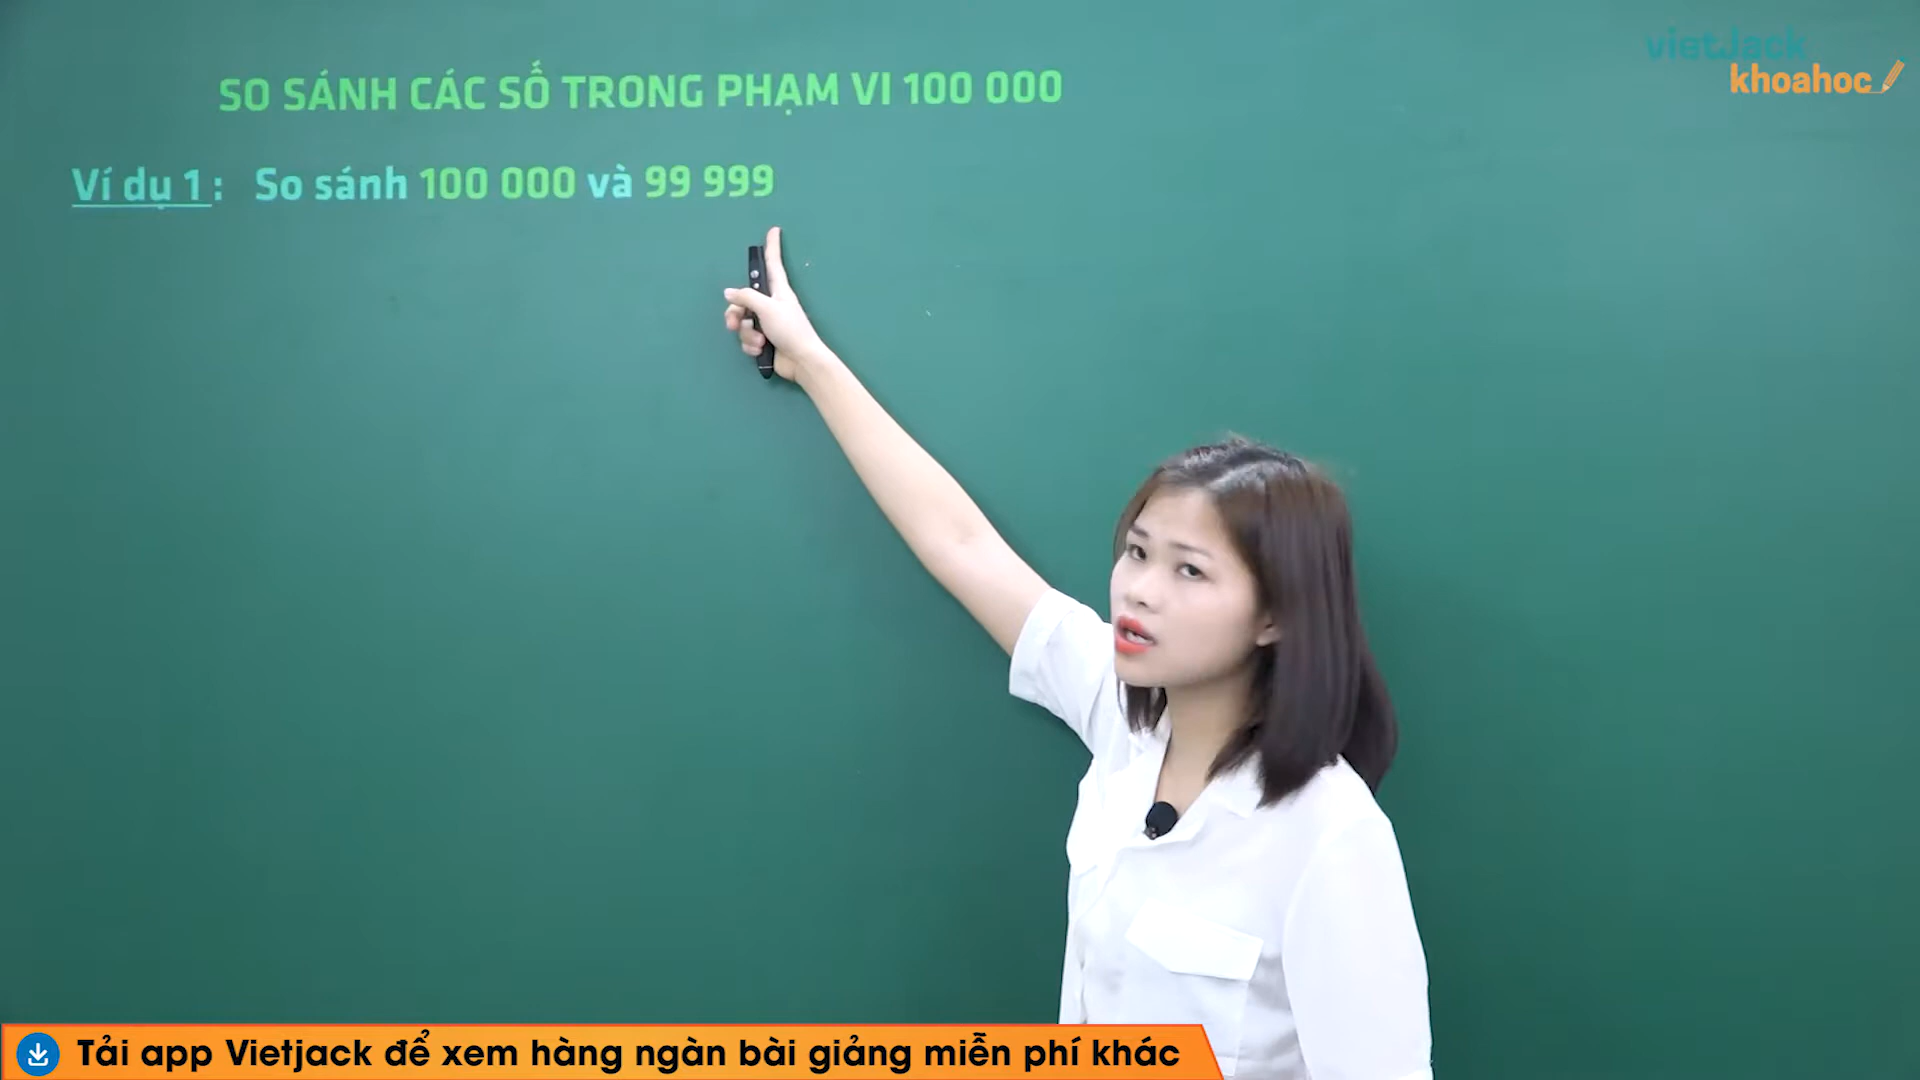 vietJack
khoahoc
SO SÁNH CÁC SỐ TRONG PHẠM VI 100 000
Ví dụ 1 : So sánh 100 000 và 99 999
Tải app Vietjack để xem hàng ngàn bài giảng miễn phí khác